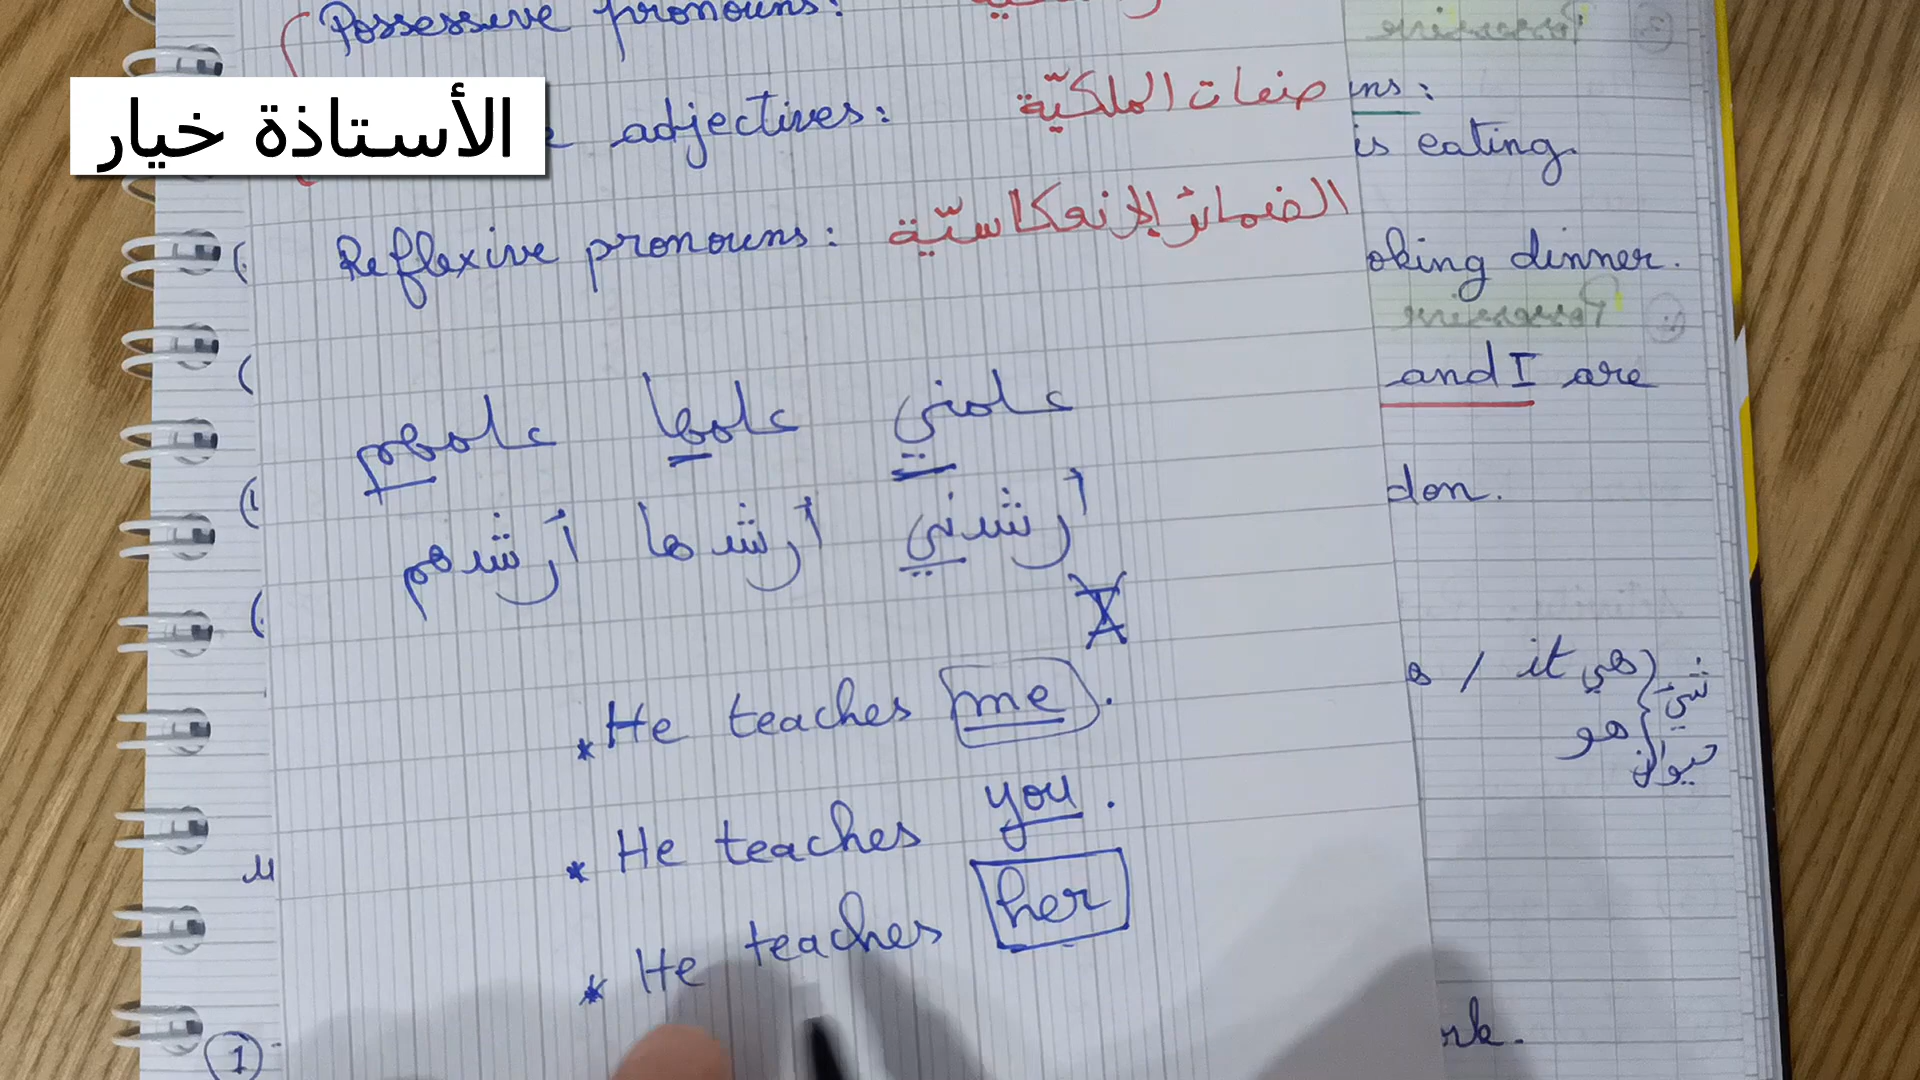 Possessive pronouns:
الأستاذة خيار
adjectives: صفات الملكيّة
Reflexive pronouns: الضمائر الإنعكاسيّة
علمني علمها علمهم
أرشدني أرشدها أرشدهم
I
* He teaches me.
* He teaches you.
* He teaches her
1
ns:
is eating.
oking dinner.
and I are
don.
/ it هي
هو
شيئ
حيوان
rk.